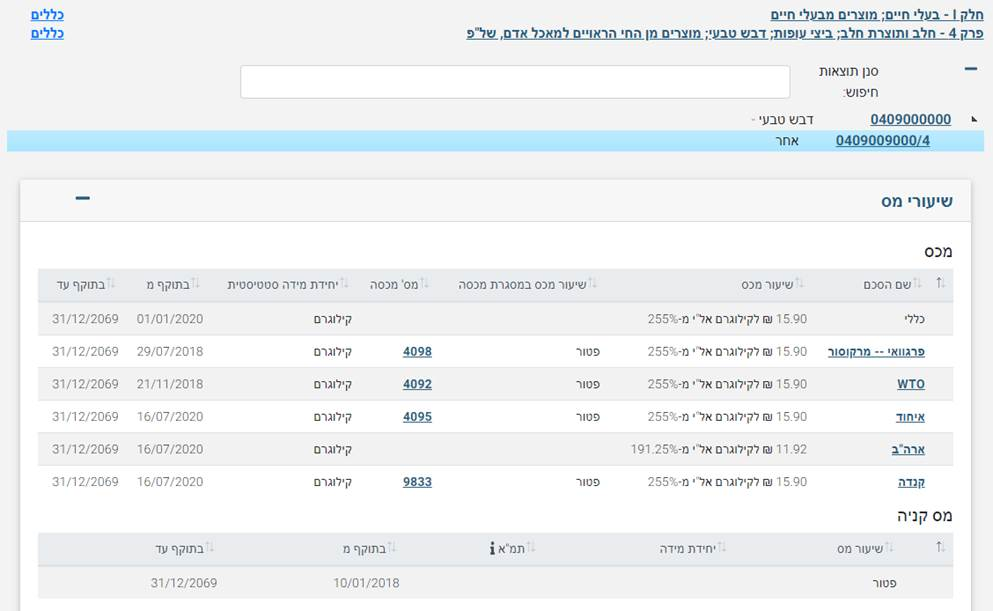 חלק I - בעלי חיים; מוצרים מבעלי חיים
כללים
פרק 4 - חלב ותוצרת חלב; ביצי עופות; דבש טבעי; מוצרים מן החי הראויים למאכל אדם, של"פ
כללים
סנן תוצאות
חיפוש:
0409000000 דבש טבעי -
0409009000/4 אחר
שיעורי מס
מכס
שם הסכם שיעור מכס שיעור מכס במסגרת מכסה מס' מכסה יחידת מידה סטטיסטית בתוקף מ בתוקף עד
כללי 15.90 ₪ לקילוגרם אל"י מ-255% קילוגרם 01/01/2020 31/12/2069
פרגוואי -- מרקוסור 15.90 ₪ לקילוגרם אל"י מ-255% פטור 4098 קילוגרם 29/07/2018 31/12/2069
WTO 15.90 ₪ לקילוגרם אל"י מ-255% פטור 4092 קילוגרם 21/11/2018 31/12/2069
איחוד 15.90 ₪ לקילוגרם אל"י מ-255% פטור 4095 קילוגרם 16/07/2020 31/12/2069
ארה"ב 11.92 ₪ לקילוגרם אל"י מ-191.25% קילוגרם 16/07/2020 31/12/2069
קנדה 15.90 ₪ לקילוגרם אל"י מ-255% פטור 9833 קילוגרם 16/07/2020 31/12/2069
מס קניה
שיעור מס יחידת מידה תמ"א בתוקף מ בתוקף עד
פטור 10/01/2018 31/12/2069